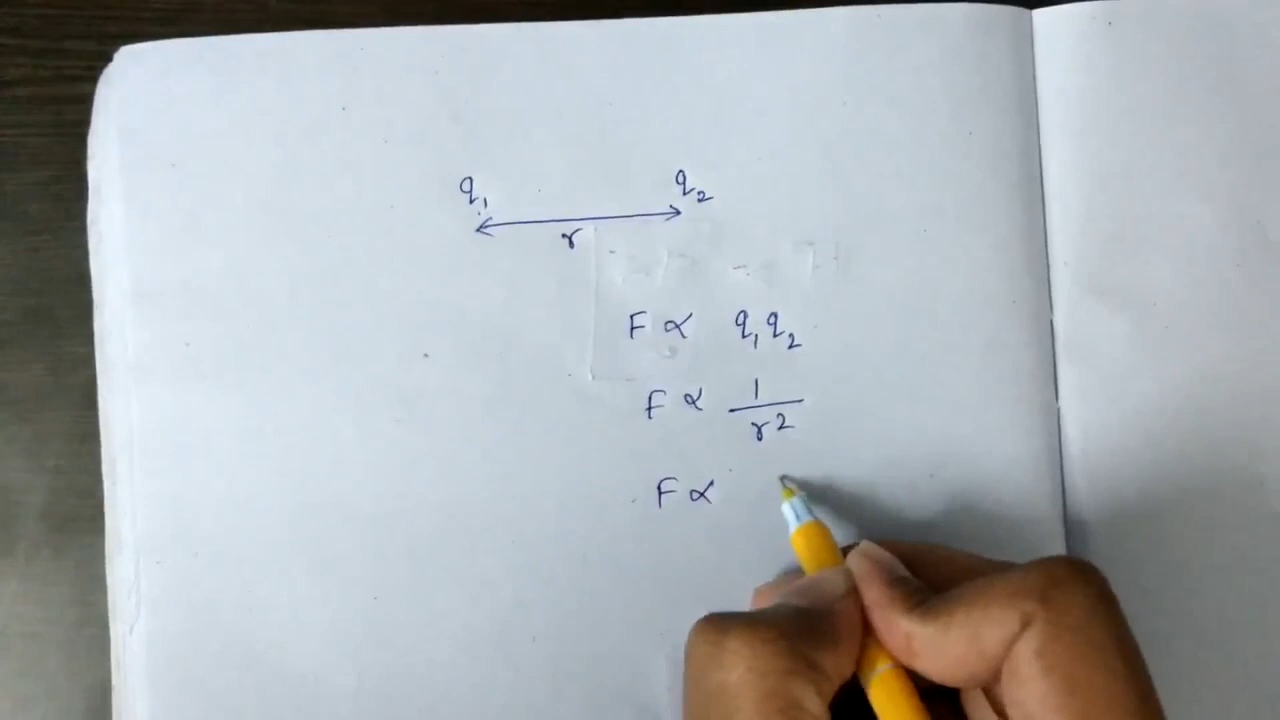 q₁ q₂
r
F ∝ q₁q₂
F ∝ 1/r²
F ∝